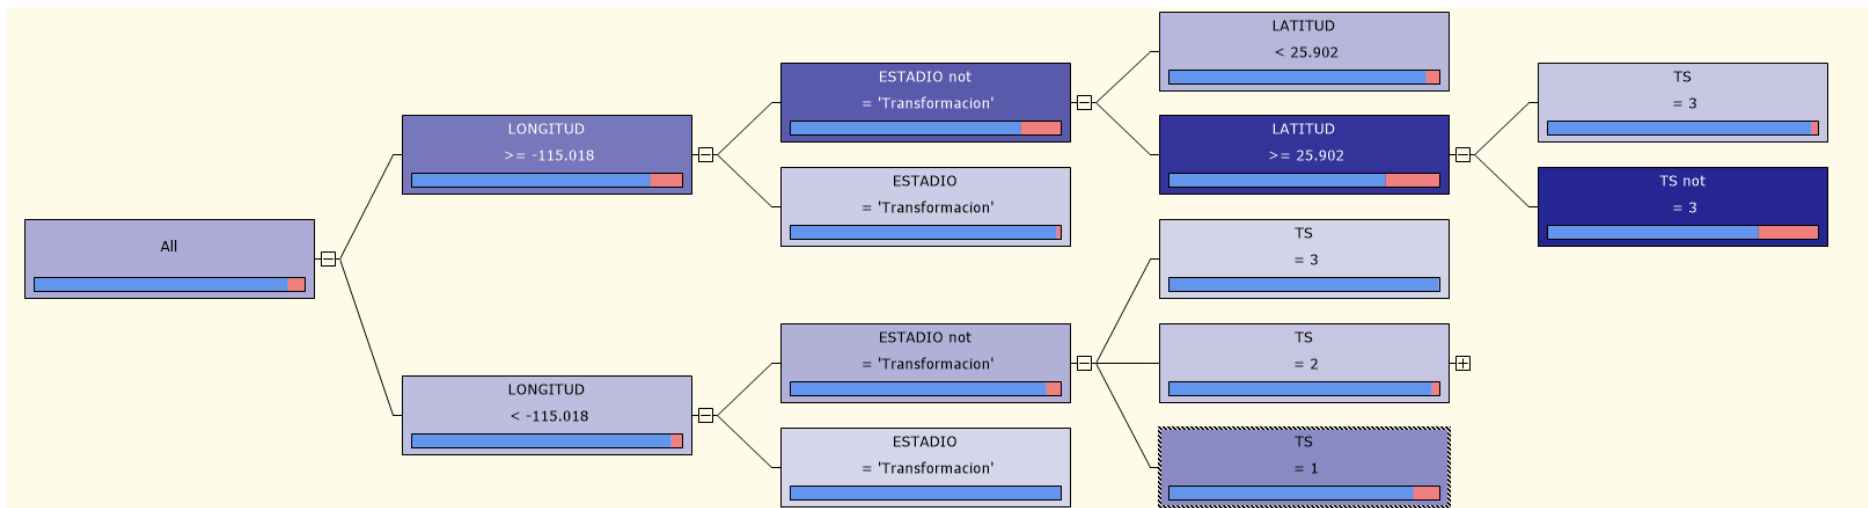 All
LONGITUD
>= -115.018
LONGITUD
< -115.018
ESTADIO not
= 'Transformacion'
ESTADIO
= 'Transformacion'
ESTADIO not
= 'Transformacion'
ESTADIO
= 'Transformacion'
LATITUD
< 25.902
LATITUD
>= 25.902
TS
= 3
TS
= 2
TS
= 1
TS
= 3
TS not
= 3